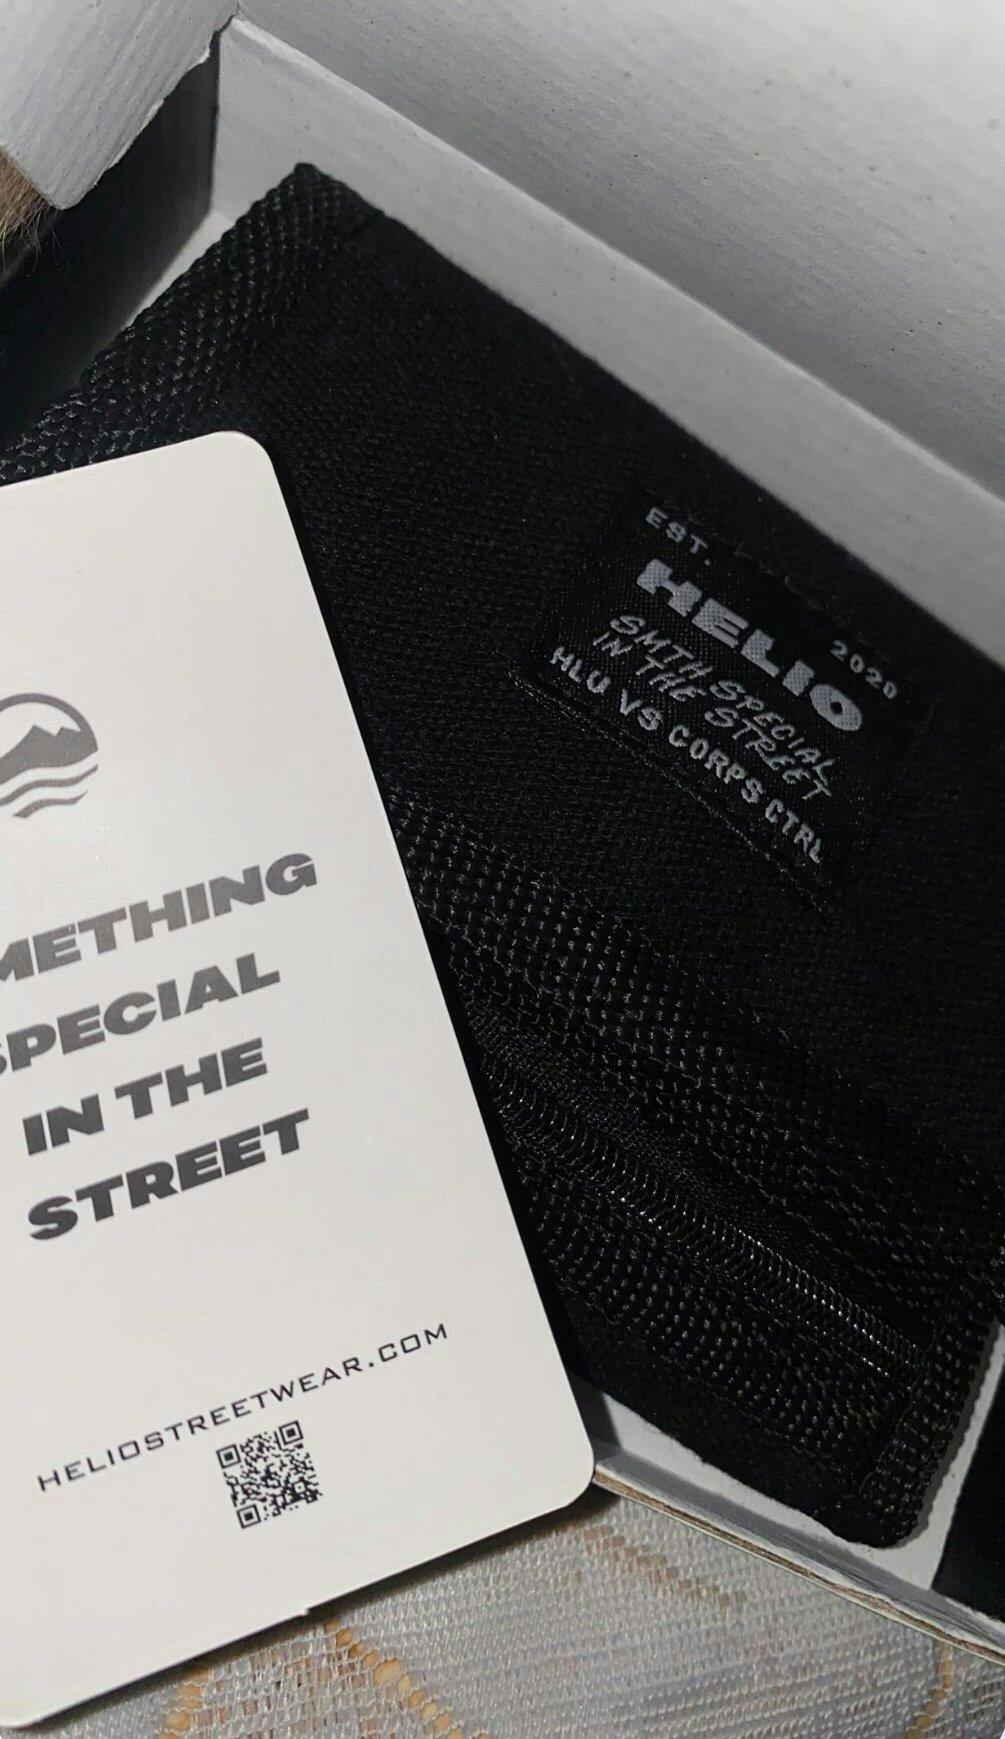 EST.
2020
HELIO
SMTH SPECIAL
IN THE STREET
HLU VS CORPS CTRL
METHING
SPECIAL
IN THE
STREET
HELIOSTREETWEAR.COM